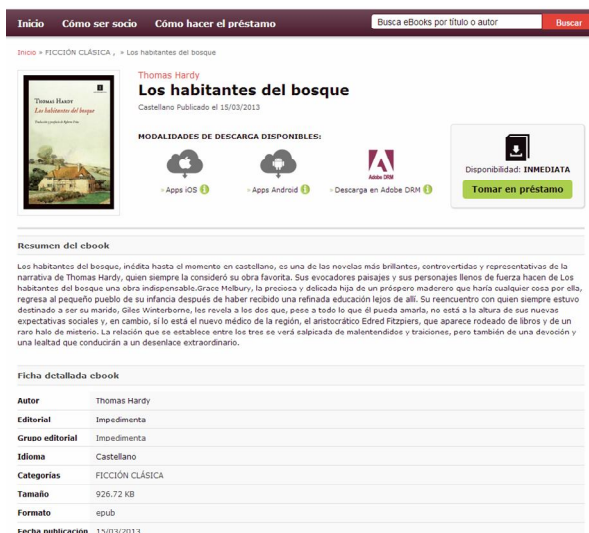 Inicio Cómo ser socio Cómo hacer el préstamo Busca eBooks por título o autor Buscar
Inicio » FICCIÓN CLÁSICA , » Los habitantes del bosque
Thomas Hardy
Los habitantes del bosque
Castellano Publicado el 15/03/2013
THOMAS HARDY
Los habitantes del bosque
MODALIDADES DE DESCARGA DISPONIBLES:
Adobe DRM
» Apps iOS » Apps Android » Descarga en Adobe DRM
Disponibilidad: INMEDIATA
Tomar en préstamo
Resumen del ebook
Los habitantes del bosque, inédita hasta el momento en castellano, es una de las novelas más brillantes, controvertidas y representativas de la
narrativa de Thomas Hardy, quien siempre la consideró su obra favorita. Sus evocadores paisajes y sus personajes llenos de fuerza hacen de Los
habitantes del bosque una obra indispensable.Grace Melbury, la preciosa y delicada hija de un próspero maderero que haría cualquier cosa por ella,
regresa al pequeño pueblo de su infancia después de haber recibido una refinada educación lejos de allí. Su reencuentro con quien siempre estuvo
destinado a ser su marido, Giles Winterborne, les revela a los dos que, pese a todo lo que él pueda amarla, no está a la altura de sus nuevas
expectativas sociales y, en cambio, sí lo está el nuevo médico de la región, el aristocrático Edred Fitzpiers, que aparece rodeado de libros y de un
raro halo de misterio. La relación que se establece entre los tres se verá salpicada de malentendidos y traiciones, pero también de una devoción y
una lealtad que conducirán a un desenlace extraordinario.
Ficha detallada ebook
Autor Thomas Hardy
Editorial Impedimenta
Grupo editorial Impedimenta
Idioma Castellano
Categorías FICCIÓN CLÁSICA
Tamaño 926.72 KB
Formato epub
Fecha publicación 15/03/2013